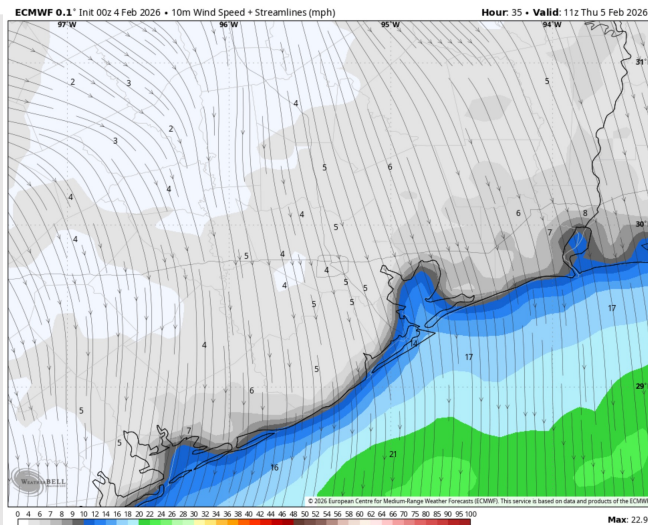 ECMWF 0.1° Init 00z 4 Feb 2026 • 10m Wind Speed + Streamlines (mph)
Hour: 35 • Valid: 11z Thu 5 Feb 2026
97°W 96°W 95°W 94°W
31°
2 3 5
4
2
3
5 6
4
4
4 6 8
5 7 30°
4
5 4
4
4 5 5
5 5 17
14
4 17
5
29°
6
5
7
5
21
16
WEATHERBELL
© 2026 European Centre for Medium-Range Weather Forecasts (ECMWF). This service is based on data and products of the ECMWF
0 4 6 7 8 9 10 12 14 16 18 20 22 24 26 28 30 32 34 36 38 40 42 44 46 48 50 52 54 56 58 60 62 64 66 70 75 80 85 90 95 100
Max: 22.9